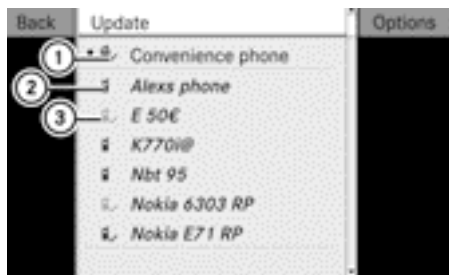 Back Update Options
1 Convenience phone
2 Alexs phone
3 E 50€
K770i@
Nbt 95
Nokia 6303 RP
Nokia E71 RP